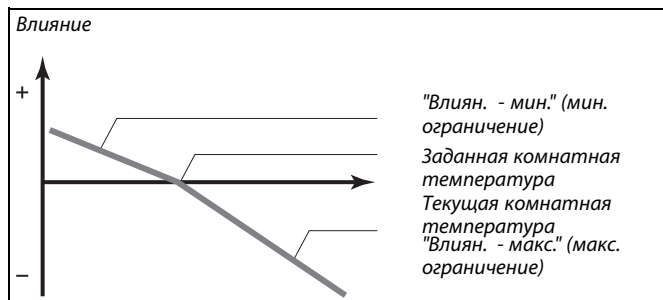 Влияние
+
"Влиян. - мин." (мин.
ограничение)
Заданная комнатная
температура
Текущая комнатная
температура
"Влиян. - макс." (макс.
ограничение)
−